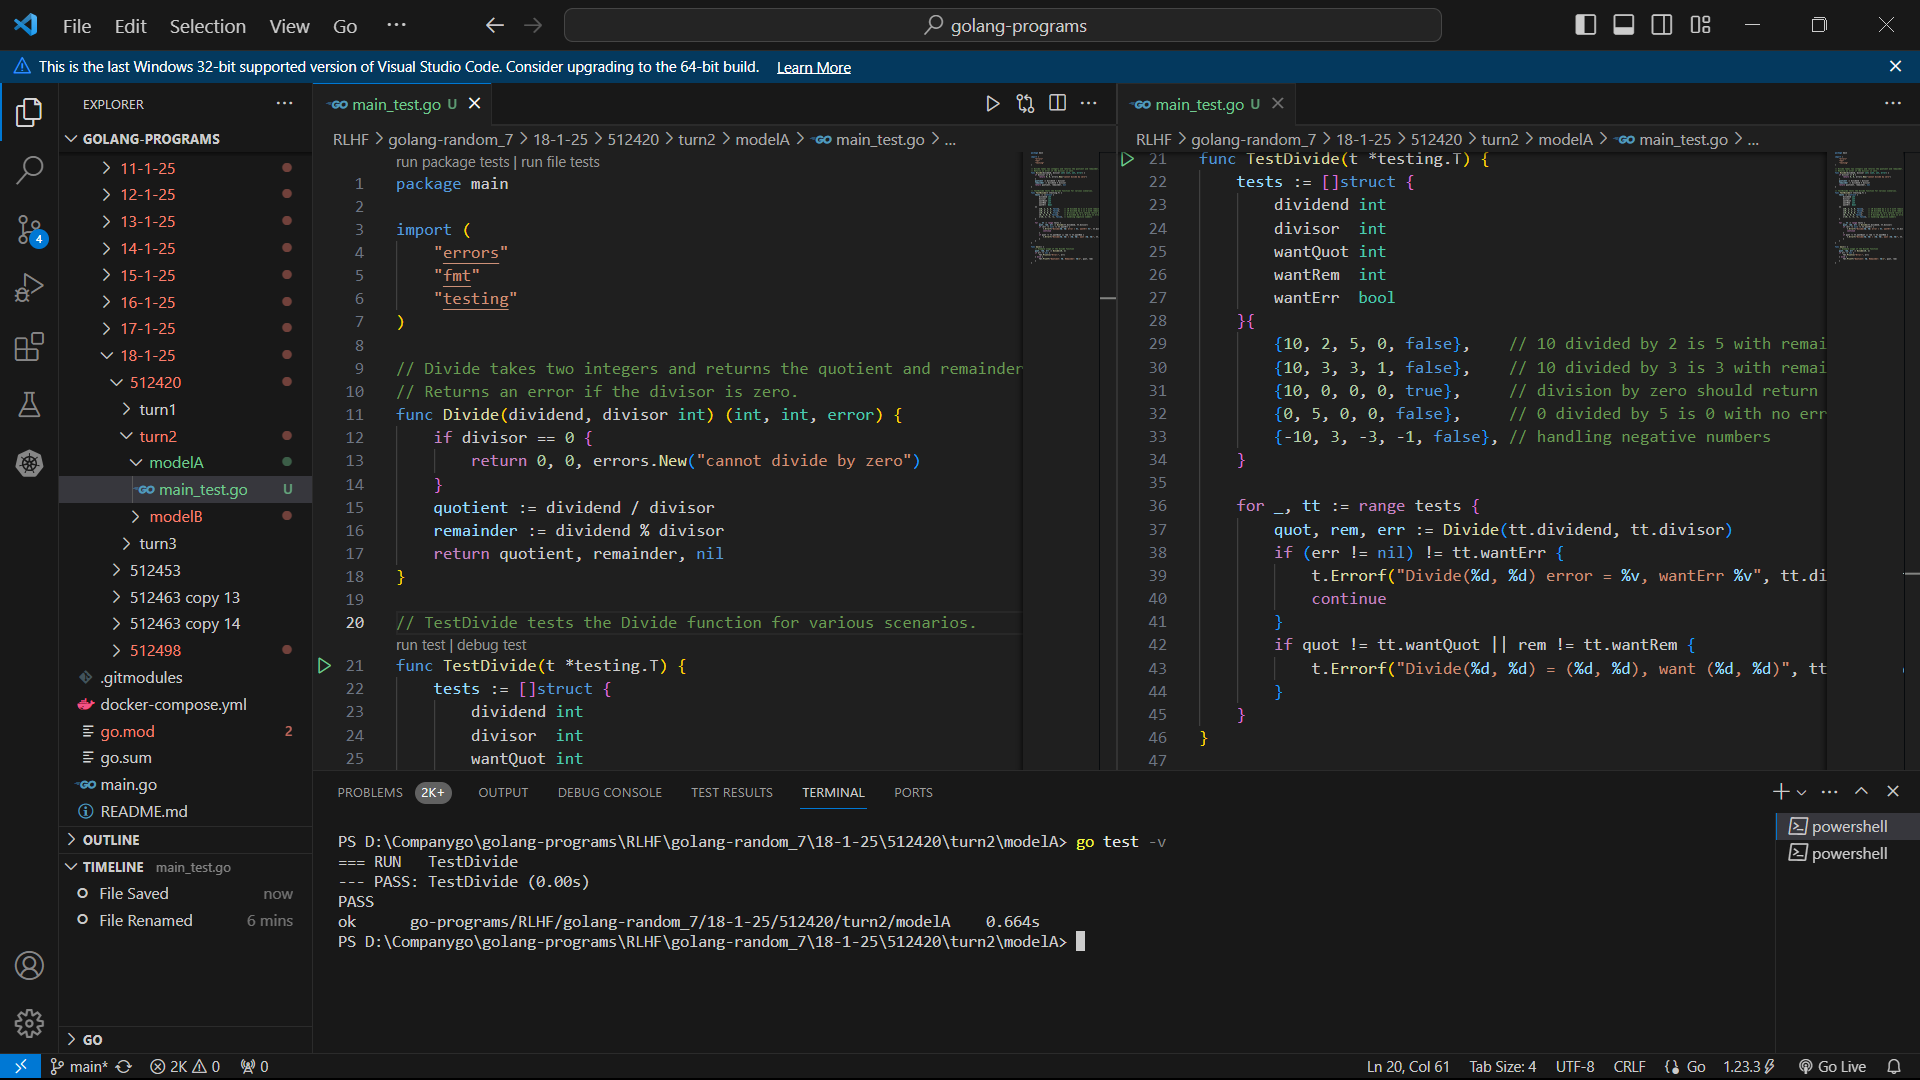 File Edit Selection View Go ···
golang-programs
This is the last Windows 32-bit supported version of Visual Studio Code. Consider upgrading to the 64-bit build. Learn More
EXPLORER
GOLANG-PROGRAMS
11-1-25
12-1-25
13-1-25
14-1-25
15-1-25
16-1-25
17-1-25
18-1-25
512420
turn1
turn2
modelA
main_test.go U
modelB
turn3
512453
512463 copy 13
512463 copy 14
512498
.gitmodules
docker-compose.yml
go.mod 2
go.sum
main.go
README.md
OUTLINE
TIMELINE main_test.go
File Saved now
File Renamed 6 mins
GO
4
main_test.go U
RLHF > golang-random_7 > 18-1-25 > 512420 > turn2 > modelA > main_test.go > ...
run package tests | run file tests
1 package main
2
3 import (
4 "errors"
5 "fmt"
6 "testing"
7 )
8
9 // Divide takes two integers and returns the quotient and remainder
10 // Returns an error if the divisor is zero.
11 func Divide(dividend, divisor int) (int, int, error) {
12 if divisor == 0 {
13 return 0, 0, errors.New("cannot divide by zero")
14 }
15 quotient := dividend / divisor
16 remainder := dividend % divisor
17 return quotient, remainder, nil
18 }
19
20 // TestDivide tests the Divide function for various scenarios.
run test | debug test
21 func TestDivide(t *testing.T) {
22 tests := []struct {
23 dividend int
24 divisor int
25 wantQuot int
main_test.go U
RLHF > golang-random_7 > 18-1-25 > 512420 > turn2 > modelA > main_test.go > ...
21 func TestDivide(t *testing.T) {
22 tests := []struct {
23 dividend int
24 divisor int
25 wantQuot int
26 wantRem int
27 wantErr bool
28 }{
29 {10, 2, 5, 0, false}, // 10 divided by 2 is 5 with remai
30 {10, 3, 3, 1, false}, // 10 divided by 3 is 3 with remai
31 {10, 0, 0, 0, true}, // division by zero should return
32 {0, 5, 0, 0, false}, // 0 divided by 5 is 0 with no err
33 {-10, 3, -3, -1, false}, // handling negative numbers
34 }
35
36 for _, tt := range tests {
37 quot, rem, err := Divide(tt.dividend, tt.divisor)
38 if (err != nil) != tt.wantErr {
39 t.Errorf("Divide(%d, %d) error = %v, wantErr %v", tt.di
40 continue
41 }
42 if quot != tt.wantQuot || rem != tt.wantRem {
43 t.Errorf("Divide(%d, %d) = (%d, %d), want (%d, %d)", tt
44 }
45 }
46 }
47
PROBLEMS 2K+ OUTPUT DEBUG CONSOLE TEST RESULTS TERMINAL PORTS
PS D:\Companygo\golang-programs\RLHF\golang-random_7\18-1-25\512420\turn2\modelA> go test -v
=== RUN TestDivide
--- PASS: TestDivide (0.00s)
PASS
ok go-programs/RLHF/golang-random_7/18-1-25/512420/turn2/modelA 0.664s
PS D:\Companygo\golang-programs\RLHF\golang-random_7\18-1-25\512420\turn2\modelA>
powershell
powershell
main* 2K 0 0 Ln 20, Col 61 Tab Size: 4 UTF-8 CRLF Go 1.23.3 Go Live